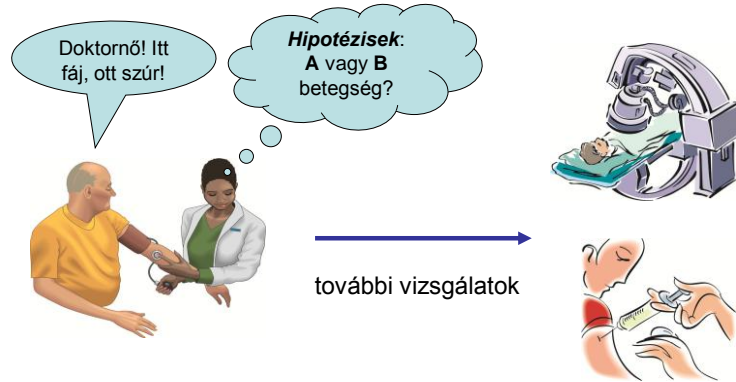 Doktornő! Itt
fáj, ott szúr!
Hipotézisek:
A vagy B
betegség?
további vizsgálatok